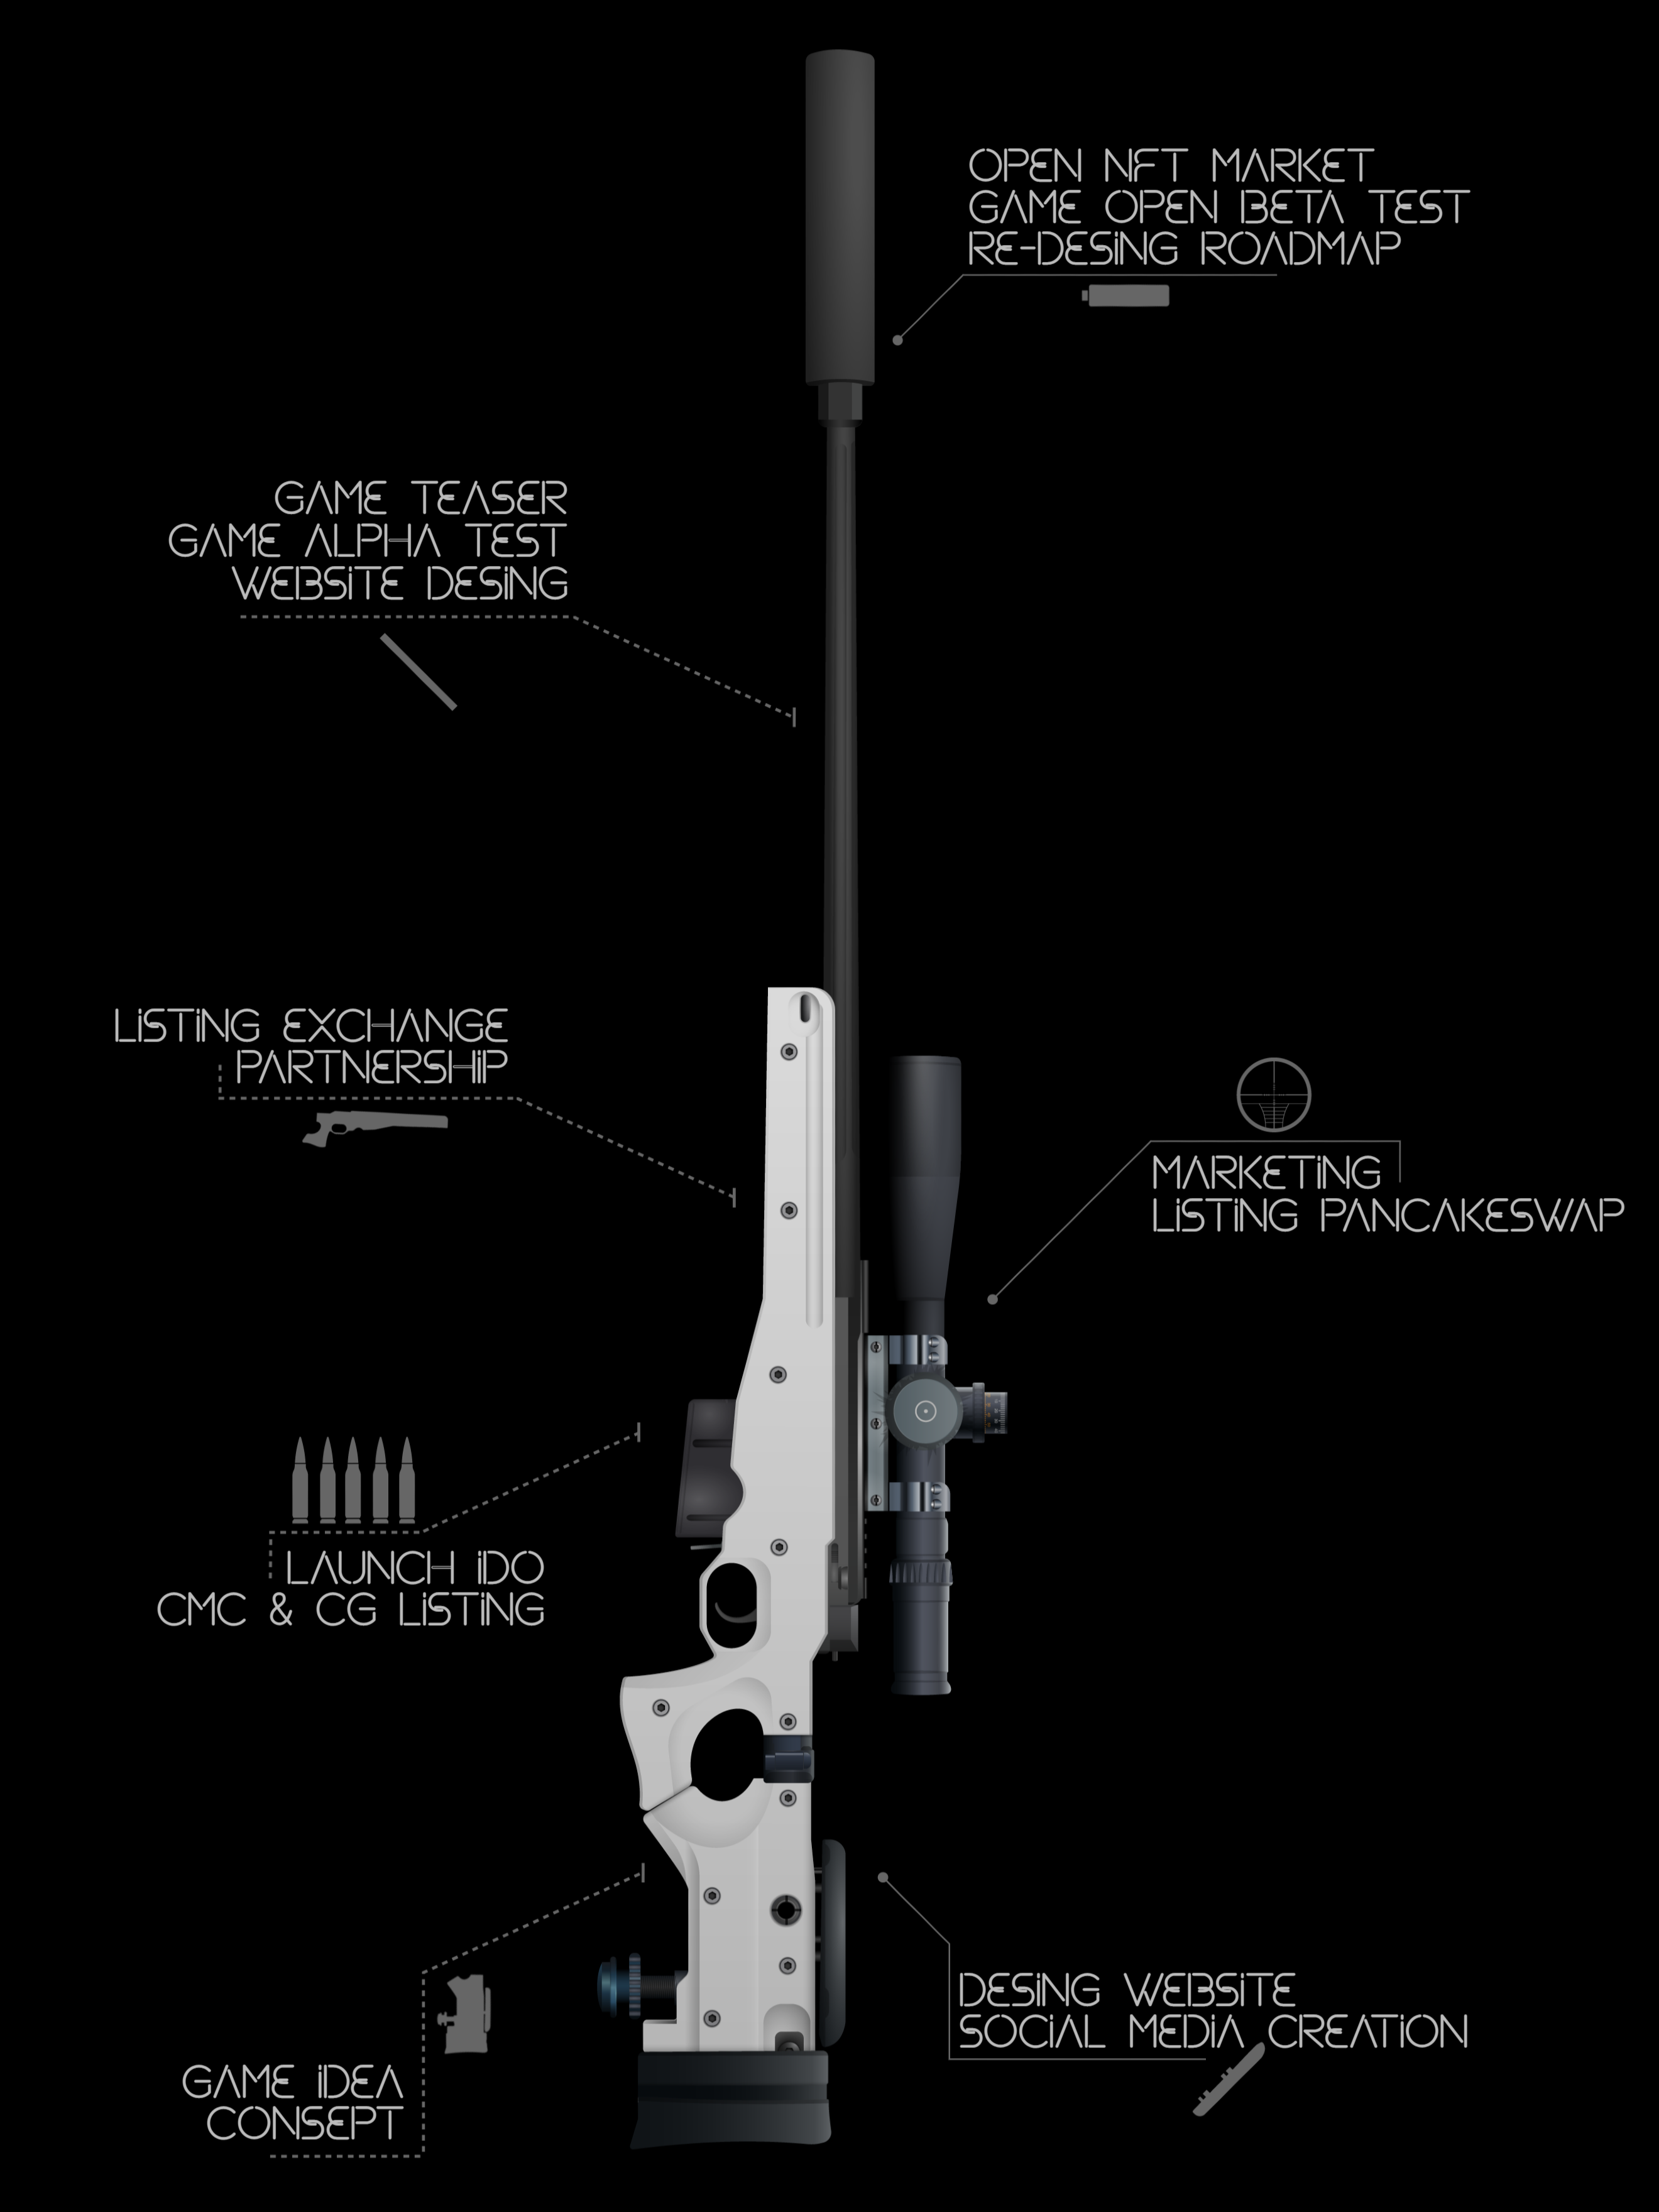 OPEN NFT MARKET
GAME OPEN BETA TEST
RE-DESiNG ROADMAP
GAME TEASER
GAME ALPHA TEST
WEBSiTE DESiNG
LiSTiNG EXCHANGE
PARTNERSHiP
MARKETiNG
LiSTiNG PANCAKESWAP
LAUNCH iDO
CMC & CG LiSTiNG
DESiNG WEBSiTE
SOCiAL MEDiA CREATiON
GAME iDEA
CONSEPT